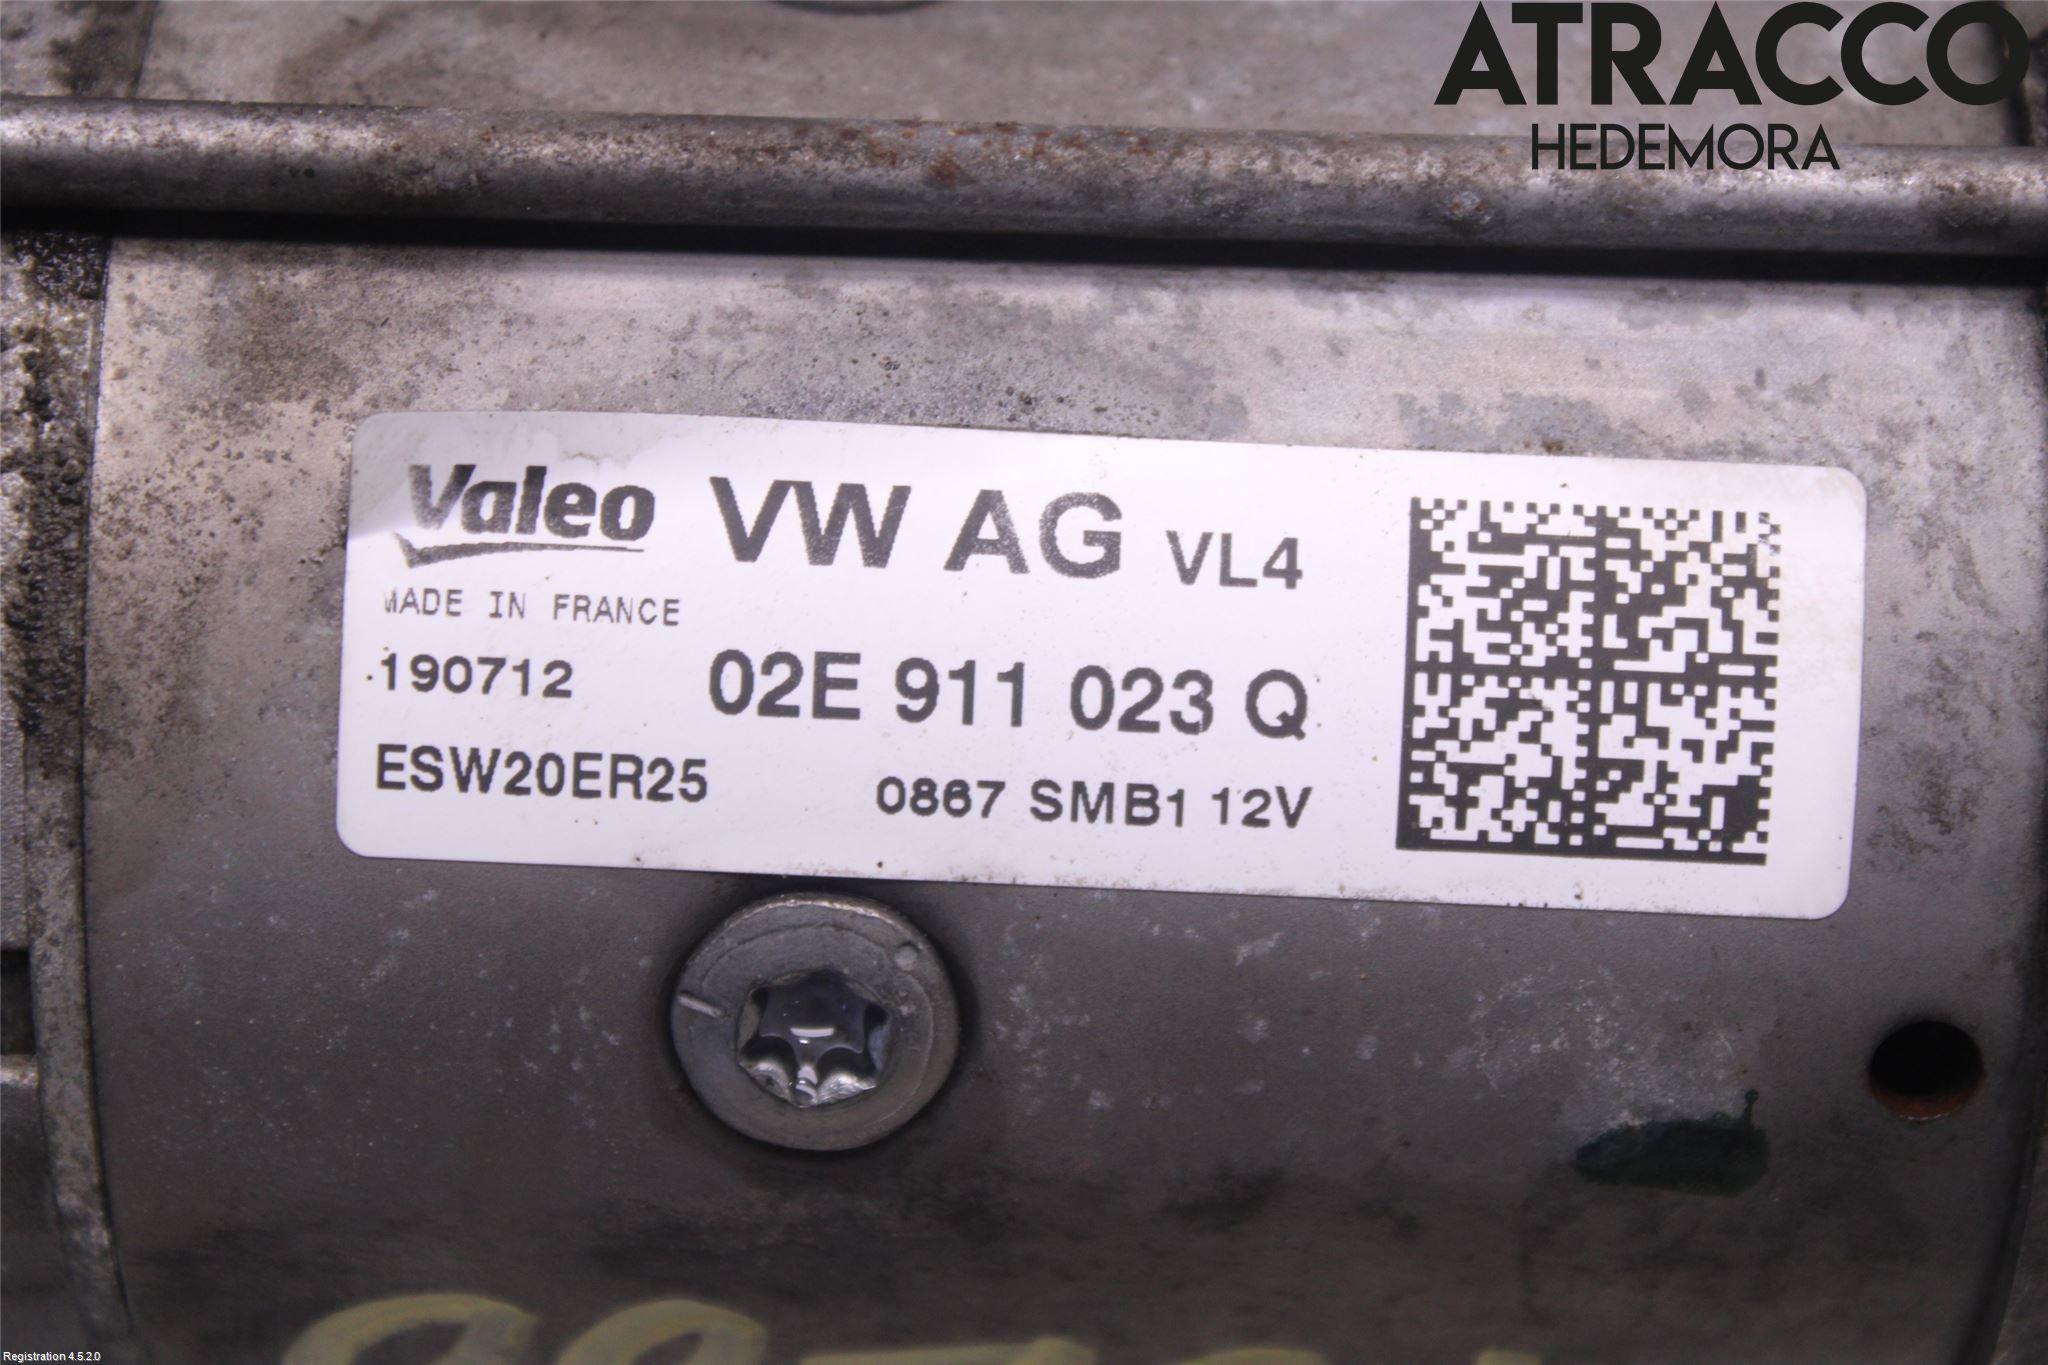 ATRACCO
HEDEMORA
Valeo VW AG VL4
MADE IN FRANCE
190712 02E 911 023 Q
ESW20ER25 0867 SMB1 12V
Registration 4.5.2.0